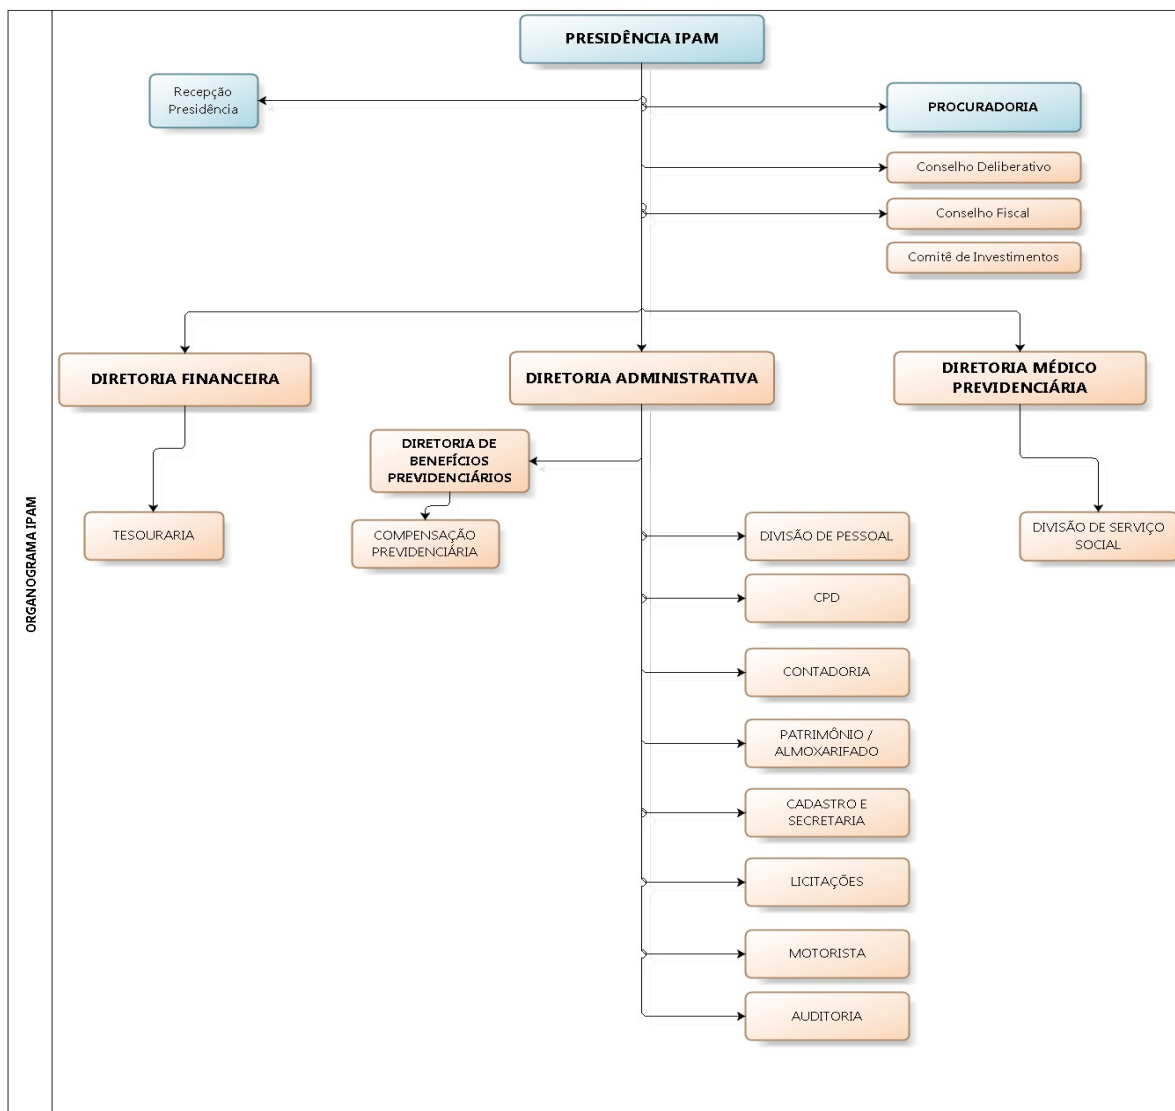 PRESIDÊNCIA IPAM
Recepção
Presidência
PROCURADORIA
Conselho Deliberativo
Conselho Fiscal
Comitê de Investimentos
DIRETORIA FINANCEIRA
DIRETORIA ADMINISTRATIVA
DIRETORIA MÉDICO
PREVIDENCIÁRIA
DIRETORIA DE
BENEFÍCIOS
PREVIDENCIÁRIOS
TESOURARIA
COMPENSAÇÃO
PREVIDENCIÁRIA
DIVISÃO DE PESSOAL
DIVISÃO DE SERVIÇO
SOCIAL
CPD
CONTADORIA
PATRIMÔNIO /
ALMOXARIFADO
CADASTRO E
SECRETARIA
LICITAÇÕES
MOTORISTA
AUDITORIA
ORGANOGRAMA IPAM